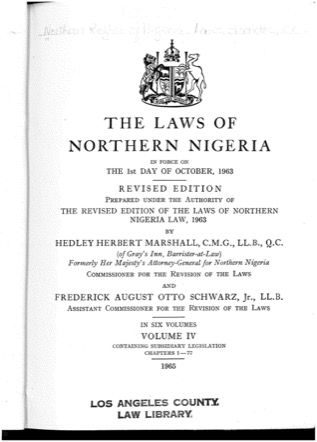 THE LAWS OF
NORTHERN NIGERIA
IN FORCE ON
THE 1st DAY OF OCTOBER, 1963
REVISED EDITION
PREPARED UNDER THE AUTHORITY OF
THE REVISED EDITION OF THE LAWS OF NORTHERN
NIGERIA LAW, 1963
BY
HEDLEY HERBERT MARSHALL, C.M.G., LL.B., Q.C.
(of Gray's Inn, Barrister-at-Law)
Formerly Her Majesty's Attorney-General for Northern Nigeria
COMMISSIONER FOR THE REVISION OF THE LAWS
AND
FREDERICK AUGUST OTTO SCHWARZ, Jr., LL.B.
ASSISTANT COMMISSIONER FOR THE REVISION OF THE LAWS
IN SIX VOLUMES
VOLUME IV
CONTAINING SUBSIDIARY LEGISLATION
CHAPTERS 1—77
1965
LOS ANGELES COUNTY
LAW LIBRARY